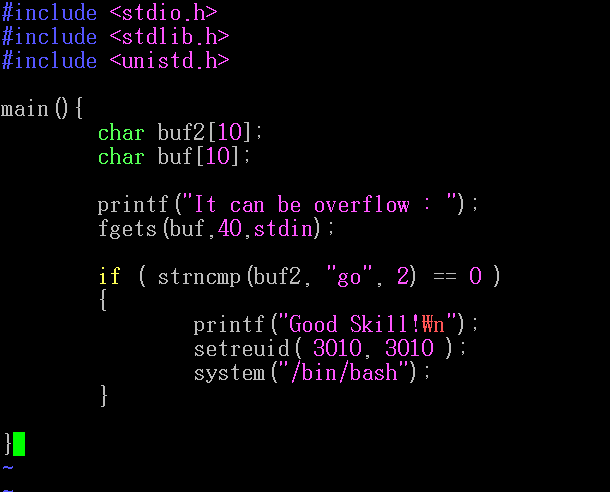 #include <stdio.h>
#include <stdlib.h>
#include <unistd.h>
main(){
char buf2[10];
char buf[10];
printf("It can be overflow : ");
fgets(buf,40,stdin);
if ( strncmp(buf2, "go", 2) == 0 )
{
printf("Good Skill!₩n");
setreuid( 3010, 3010 );
system("/bin/bash");
}
}
~
~